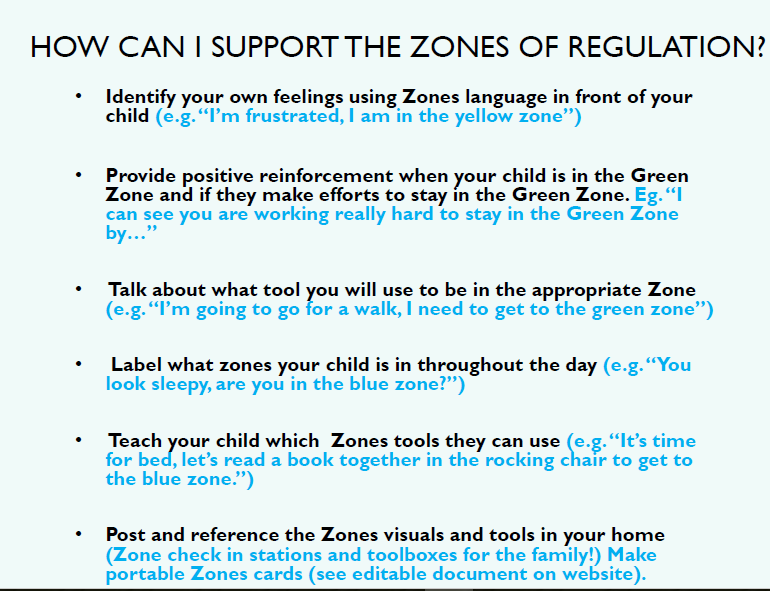 HOW CAN I SUPPORT THE ZONES OF REGULATION?
• Identify your own feelings using Zones language in front of your
child (e.g. “I’m frustrated, I am in the yellow zone”)
• Provide positive reinforcement when your child is in the Green
Zone and if they make efforts to stay in the Green Zone. Eg. “I
can see you are working really hard to stay in the Green Zone
by…”
• Talk about what tool you will use to be in the appropriate Zone
(e.g. “I’m going to go for a walk, I need to get to the green zone”)
• Label what zones your child is in throughout the day (e.g. “You
look sleepy, are you in the blue zone?”)
• Teach your child which Zones tools they can use (e.g. “It’s time
for bed, let’s read a book together in the rocking chair to get to
the blue zone.”)
• Post and reference the Zones visuals and tools in your home
(Zone check in stations and toolboxes for the family!) Make
portable Zones cards (see editable document on website).